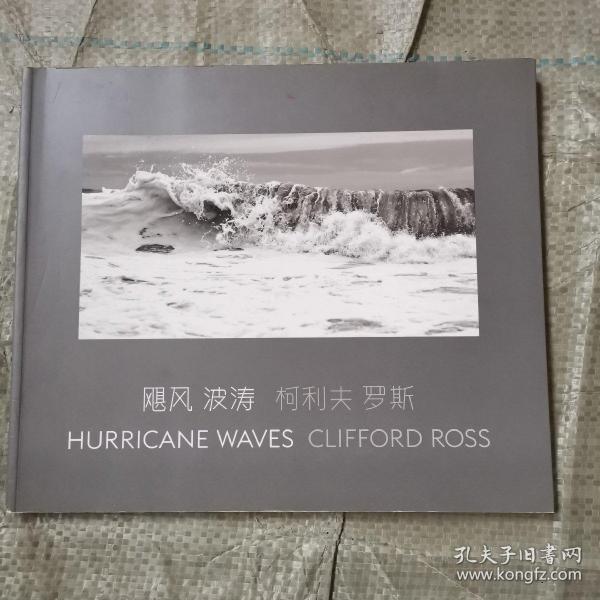 飓风 波涛 柯利夫 罗斯
HURRICANE WAVES CLIFFORD ROSS
孔夫子旧書网
www.kongfz.com